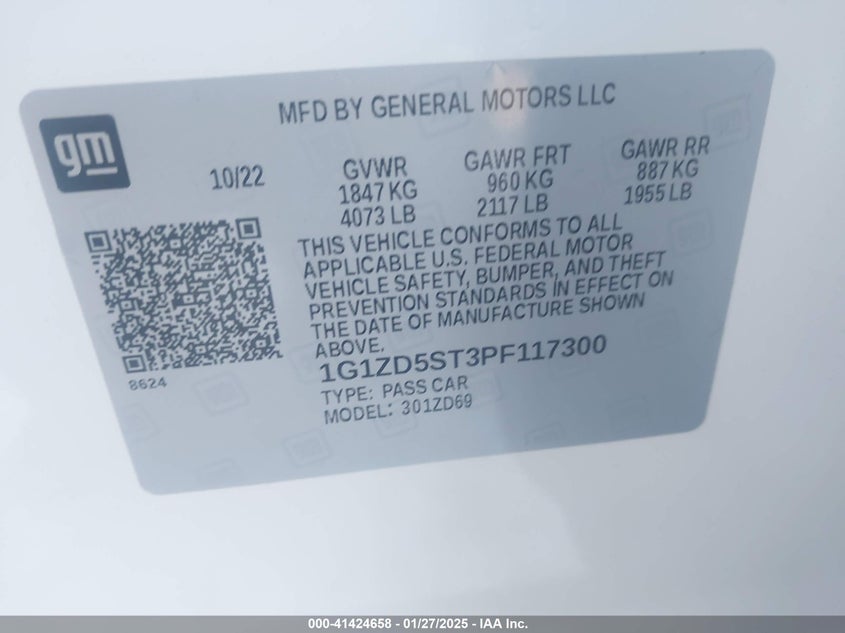 MFD BY GENERAL MOTORS LLC
gm
10/22
GVWR
1847 KG
4073 LB
GAWR FRT
960 KG
2117 LB
GAWR RR
887 KG
1955 LB
THIS VEHICLE CONFORMS TO ALL
APPLICABLE U.S. FEDERAL MOTOR
VEHICLE SAFETY, BUMPER, AND THEFT
PREVENTION STANDARDS IN EFFECT ON
THE DATE OF MANUFACTURE SHOWN
ABOVE.
8624
1G1ZD5ST3PF117300
TYPE: PASS CAR
MODEL: 301ZD69
000-41424658 - 01/27/2025 - IAA PF Inc.